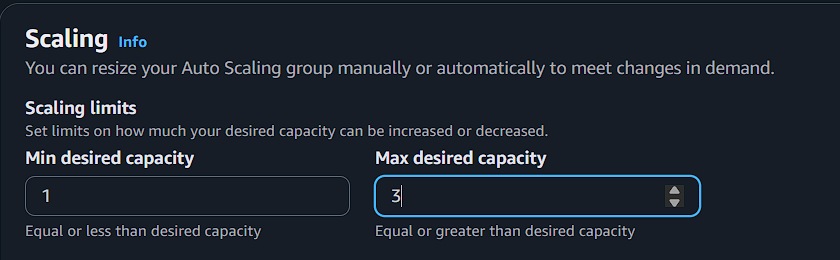 Scaling Info
You can resize your Auto Scaling group manually or automatically to meet changes in demand.
Scaling limits
Set limits on how much your desired capacity can be increased or decreased.
Min desired capacity
Max desired capacity
1
3
Equal or less than desired capacity
Equal or greater than desired capacity